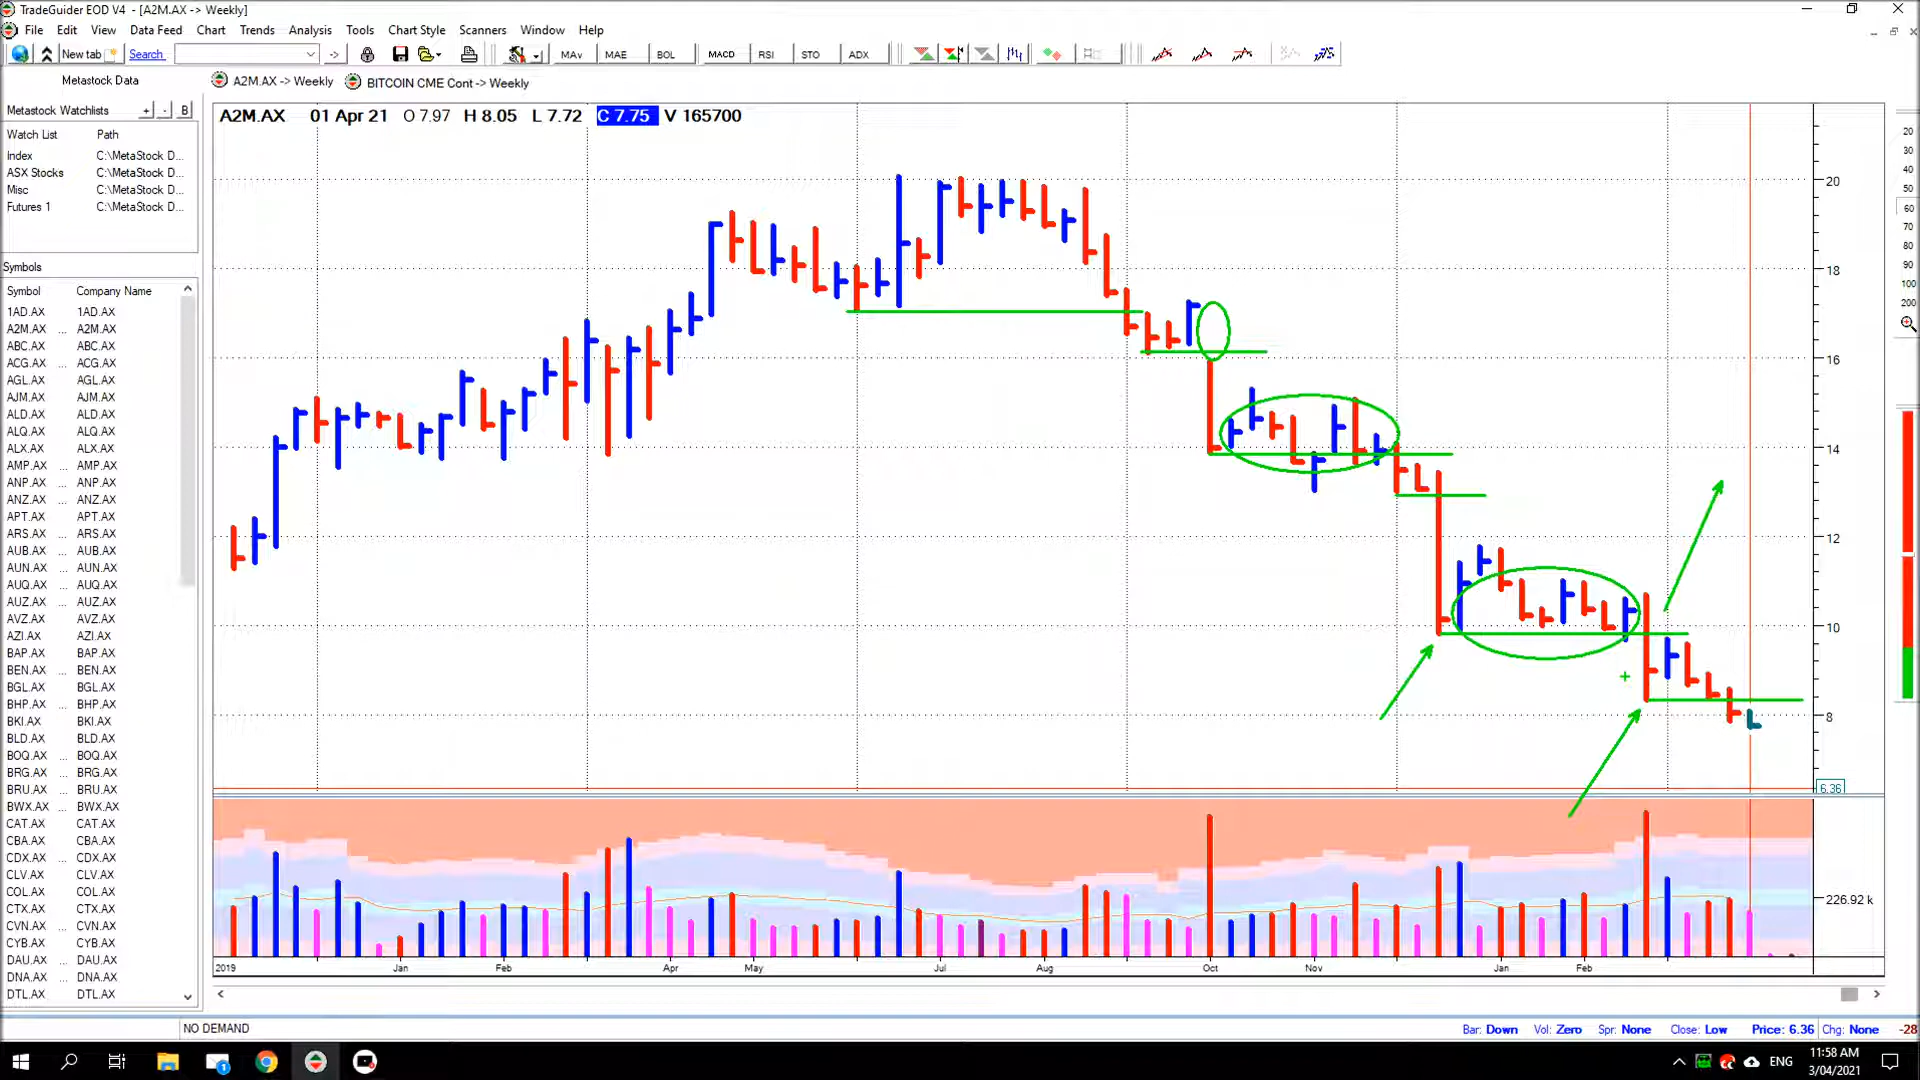 TradeGuider EOD V4 - [A2M.AX -> Weekly]
File Edit View Data Feed Chart Trends Analysis Tools Chart Style Scanners Window Help
New tab Search -> MAv MAE BOL MACD RSI STO ADX
Metastock Data
A2M.AX -> Weekly BITCOIN CME Cont -> Weekly
Metastock Watchlists + - B
Watch List Path
Index C:\MetaStock D...
ASX Stocks C:\MetaStock D...
Misc C:\MetaStock D...
Futures 1 C:\MetaStock D...
Symbols
Symbol Company Name
1AD.AX 1AD.AX
A2M.AX ... A2M.AX
ABC.AX ABC.AX
ACG.AX ... ACG.AX
AGL.AX AGL.AX
AJM.AX AJM.AX
ALD.AX ALD.AX
ALQ.AX ALQ.AX
ALX.AX ALX.AX
AMP.AX ... AMP.AX
ANP.AX ... ANP.AX
ANZ.AX ... ANZ.AX
APT.AX APT.AX
ARS.AX ... ARS.AX
AUB.AX ... AUB.AX
AUN.AX ... AUN.AX
AUQ.AX ... AUQ.AX
AUZ.AX ... AUZ.AX
AVZ.AX AVZ.AX
AZI.AX AZI.AX
BAP.AX BAP.AX
BEN.AX ... BEN.AX
BGL.AX BGL.AX
BHP.AX ... BHP.AX
BKI.AX BKI.AX
BLD.AX BLD.AX
BOQ.AX ... BOQ.AX
BRG.AX ... BRG.AX
BRU.AX ... BRU.AX
BWX.AX ... BWX.AX
CAT.AX CAT.AX
CBA.AX CBA.AX
CDX.AX ... CDX.AX
CLV.AX CLV.AX
COL.AX COL.AX
CTX.AX CTX.AX
CVN.AX ... CVN.AX
CYB.AX CYB.AX
DAU.AX ... DAU.AX
DNA.AX ... DNA.AX
DTL.AX DTL.AX
A2M.AX 01 Apr 21 O 7.97 H 8.05 L 7.72 C 7.75 V 165700
20
18
16
14
12
10
8
6.36
226.92 k
2019 Jan Feb Apr May Jul Aug Oct Nov Jan Feb
20
30
40
50
60
70
80
90
100
200
NO DEMAND
Bar: Down Vol: Zero Spr: None Close: Low Price: 6.36 Chg: None -28
1
ENG
11:58 AM
3/04/2021